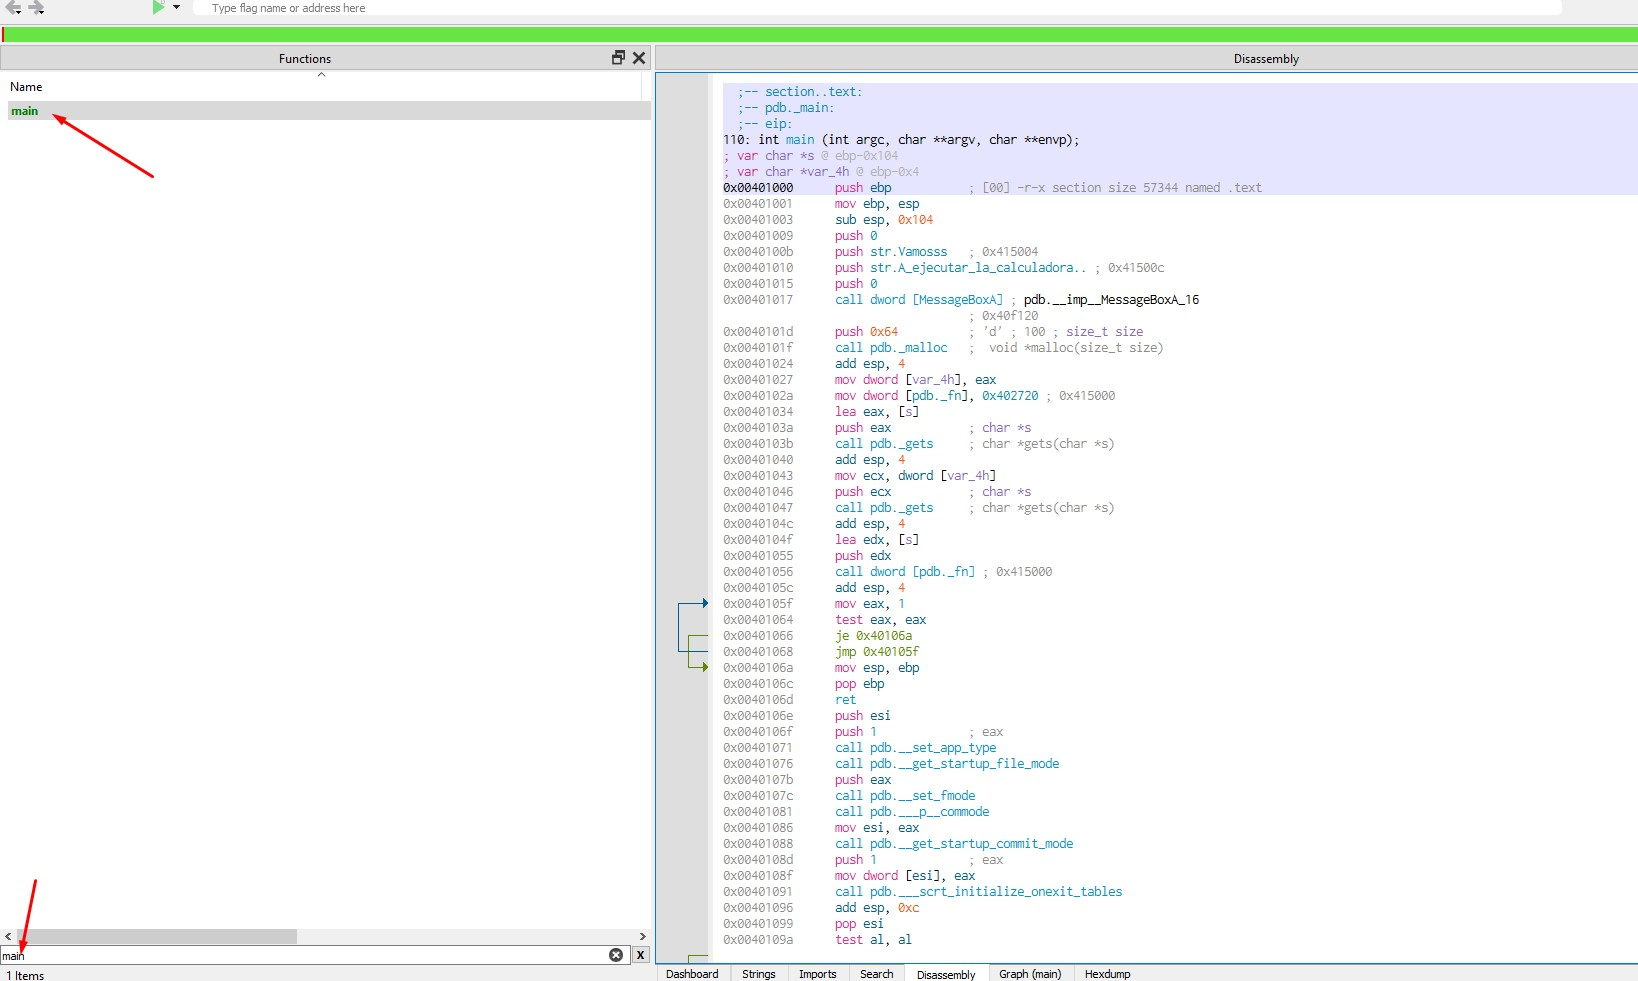 Type flag name or address here
Functions
Disassembly
Name
main
;-- section..text:
;-- pdb._main:
;-- eip:
110: int main (int argc, char **argv, char **envp);
; var char *s @ ebp-0x104
; var char *var_4h @ ebp-0x4
0x00401000 push ebp ; [00] -r-x section size 57344 named .text
0x00401001 mov ebp, esp
0x00401003 sub esp, 0x104
0x00401009 push 0
0x0040100b push str.Vamosss ; 0x415004
0x00401010 push str.A_ejecutar_la_calculadora.. ; 0x41500c
0x00401015 push 0
0x00401017 call dword [MessageBoxA] ; pdb.__imp__MessageBoxA_16
; 0x40f120
0x0040101d push 0x64 ; 'd' ; 100 ; size_t size
0x0040101f call pdb._malloc ; void *malloc(size_t size)
0x00401024 add esp, 4
0x00401027 mov dword [var_4h], eax
0x0040102a mov dword [pdb._fn], 0x402720 ; 0x415000
0x00401034 lea eax, [s]
0x0040103a push eax ; char *s
0x0040103b call pdb._gets ; char *gets(char *s)
0x00401040 add esp, 4
0x00401043 mov ecx, dword [var_4h]
0x00401046 push ecx ; char *s
0x00401047 call pdb._gets ; char *gets(char *s)
0x0040104c add esp, 4
0x0040104f lea edx, [s]
0x00401055 push edx
0x00401056 call dword [pdb._fn] ; 0x415000
0x0040105c add esp, 4
0x0040105f mov eax, 1
0x00401064 test eax, eax
0x00401066 je 0x40106a
0x00401068 jmp 0x40105f
0x0040106a mov esp, ebp
0x0040106c pop ebp
0x0040106d ret
0x0040106e push esi
0x0040106f push 1 ; eax
0x00401071 call pdb.__set_app_type
0x00401076 call pdb.__get_startup_file_mode
0x0040107b push eax
0x0040107c call pdb.__set_fmode
0x00401081 call pdb.___p__commode
0x00401086 mov esi, eax
0x00401088 call pdb.__get_startup_commit_mode
0x0040108d push 1 ; eax
0x0040108f mov dword [esi], eax
0x00401091 call pdb.___scrt_initialize_onexit_tables
0x00401096 add esp, 0xc
0x00401099 pop esi
0x0040109a test al, al
main
X
1 Items
Dashboard Strings Imports Search Disassembly Graph (main) Hexdump